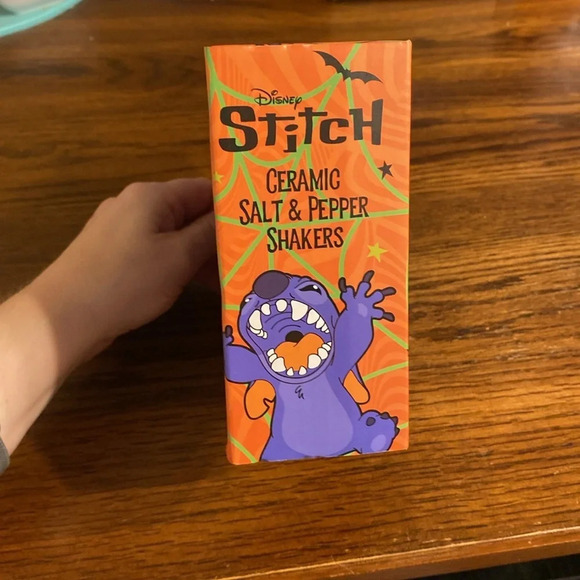 Disney
Stitch
CERAMIC
SALT & PEPPER
SHAKERS